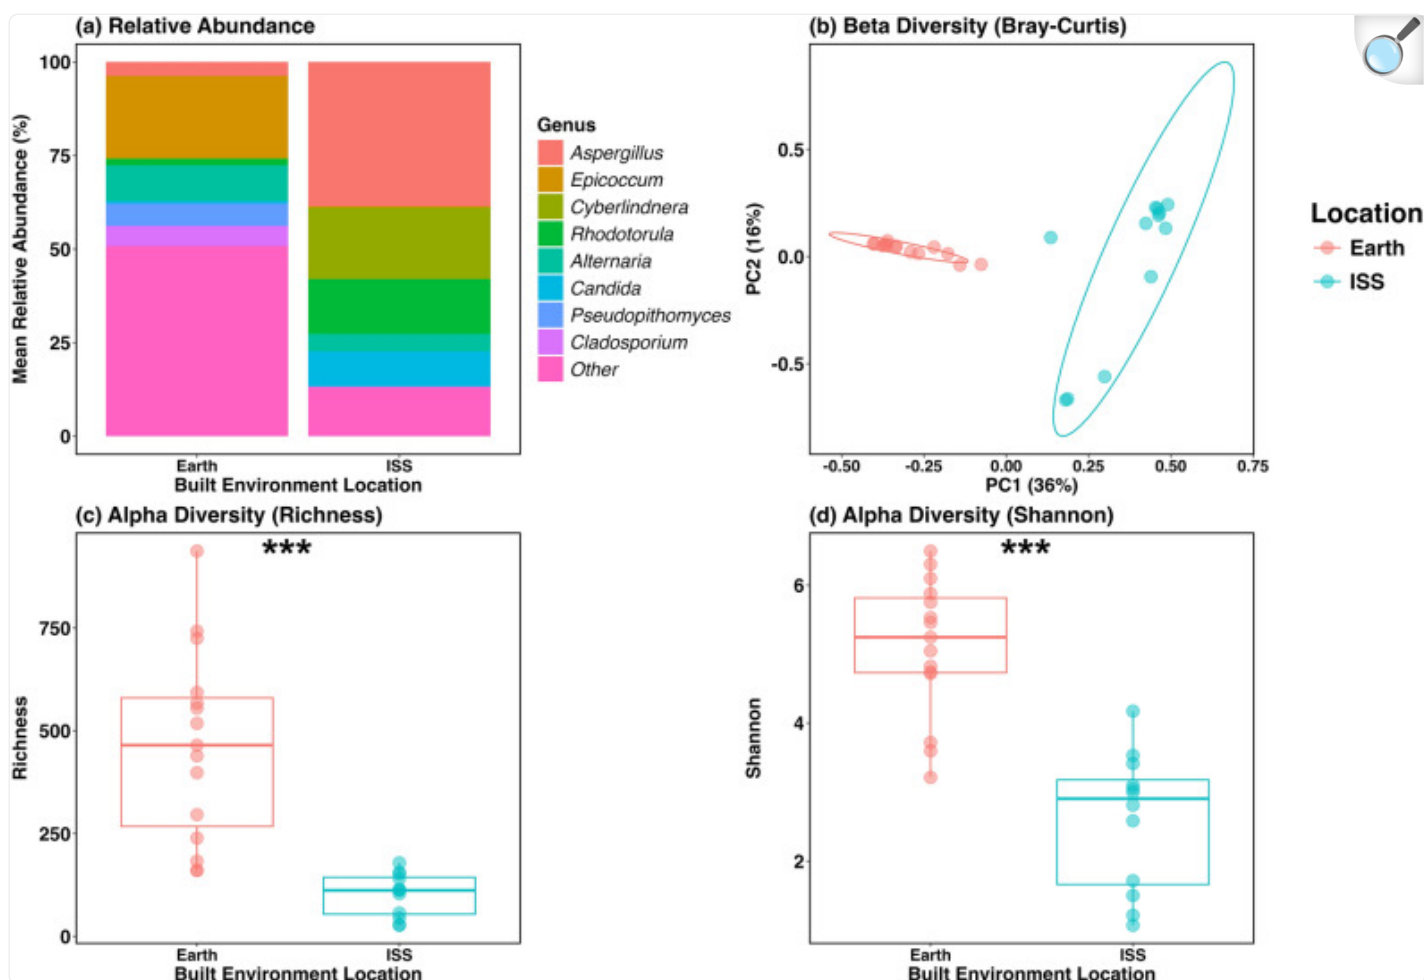 (a) Relative Abundance
Mean Relative Abundance (%)
100
75
50
25
0
Earth
ISS
Built Environment Location
Genus
Aspergillus
Epicoccum
Cyberlindnera
Rhodotorula
Alternaria
Candida
Pseudopithomyces
Cladosporium
Other
(b) Beta Diversity (Bray-Curtis)
PC2 (16%)
0.5
0.0
-0.5
-0.50
-0.25
0.00
0.25
0.50
0.75
PC1 (36%)
Location
Earth
ISS
(c) Alpha Diversity (Richness)
***
Richness
750
500
250
0
Earth
ISS
Built Environment Location
(d) Alpha Diversity (Shannon)
***
Shannon
6
4
2
Earth
ISS
Built Environment Location